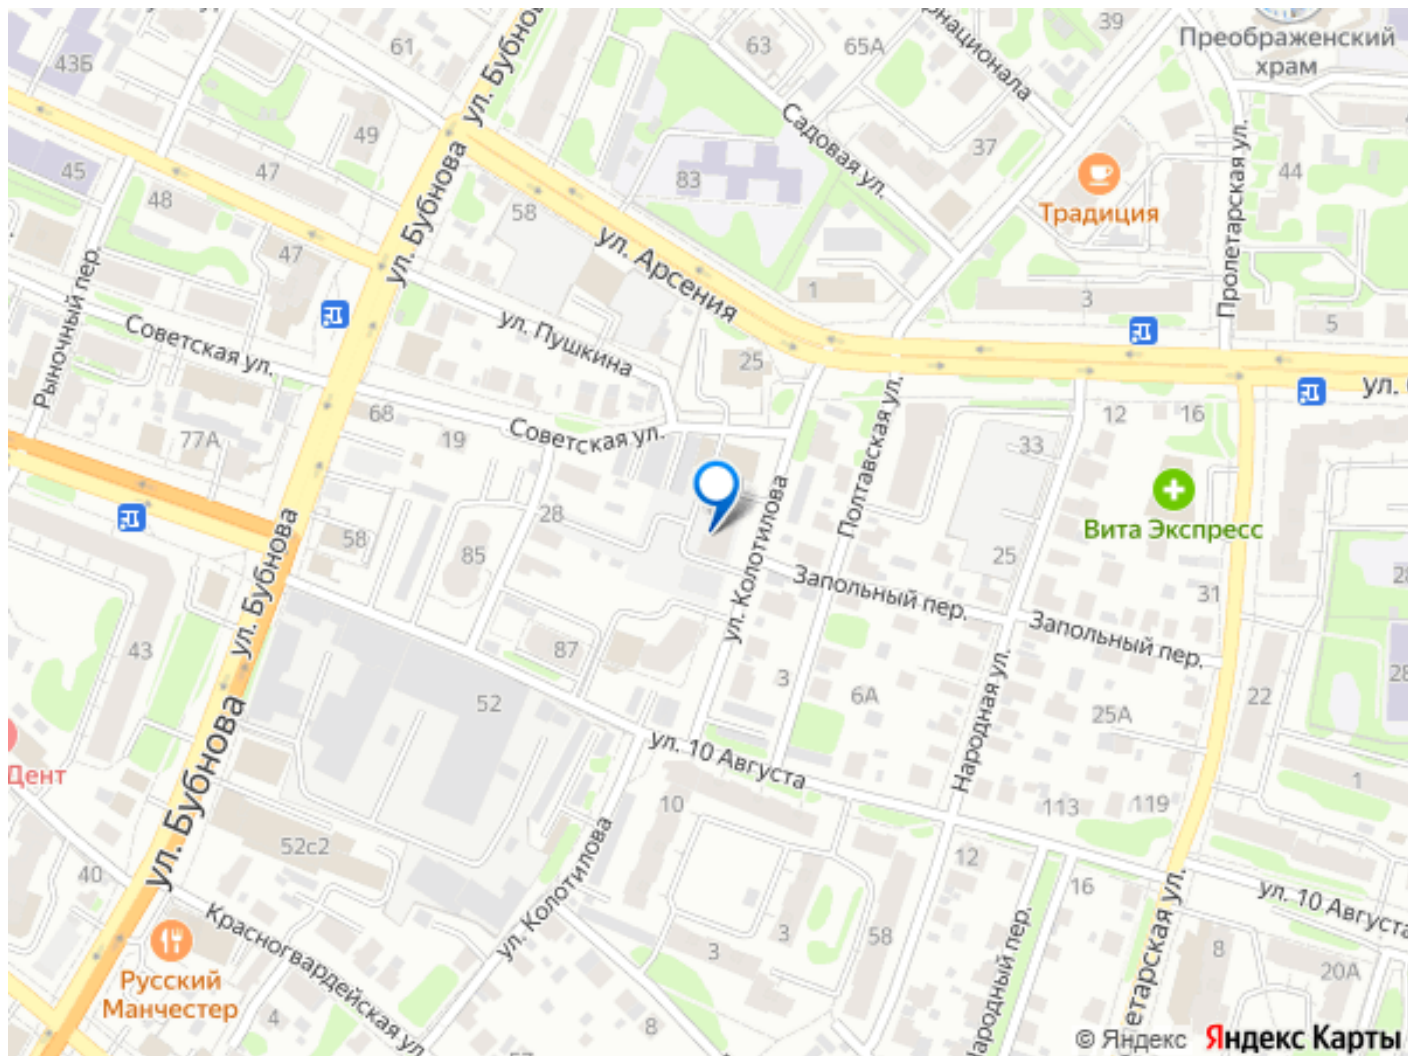 39
Преображенский
храм
61
63
65А
43Б
ул. Бубнова
49
Садовая ул.
37
45
47
83
44
Пролетарская ул.
48
58
Традиция
47
ул. Бубнова
ул. Арсения
1
3
5
Рыночный пер.
Советская ул.
ул. Пушкина
25
ул.
68
12
16
77А
19
Советская ул.
33
Полтавская ул.
ул. Колотилова
28
Вита Экспресс
58
85
25
Запольный пер.
31
ул. Бубнова
Запольный пер.
43
87
3
6А
22
28
52
25А
Народная ул.
ул. 10 Августа
Дент
ул. Бубнова
10
113
119
1
52с2
12
40
16
ул. Колотилова
ул. 10 Августа
Красногвардейская ул.
3
3
58
8
20А
Русский
Манчестер
4
8
© Яндекс Яндекс Карты